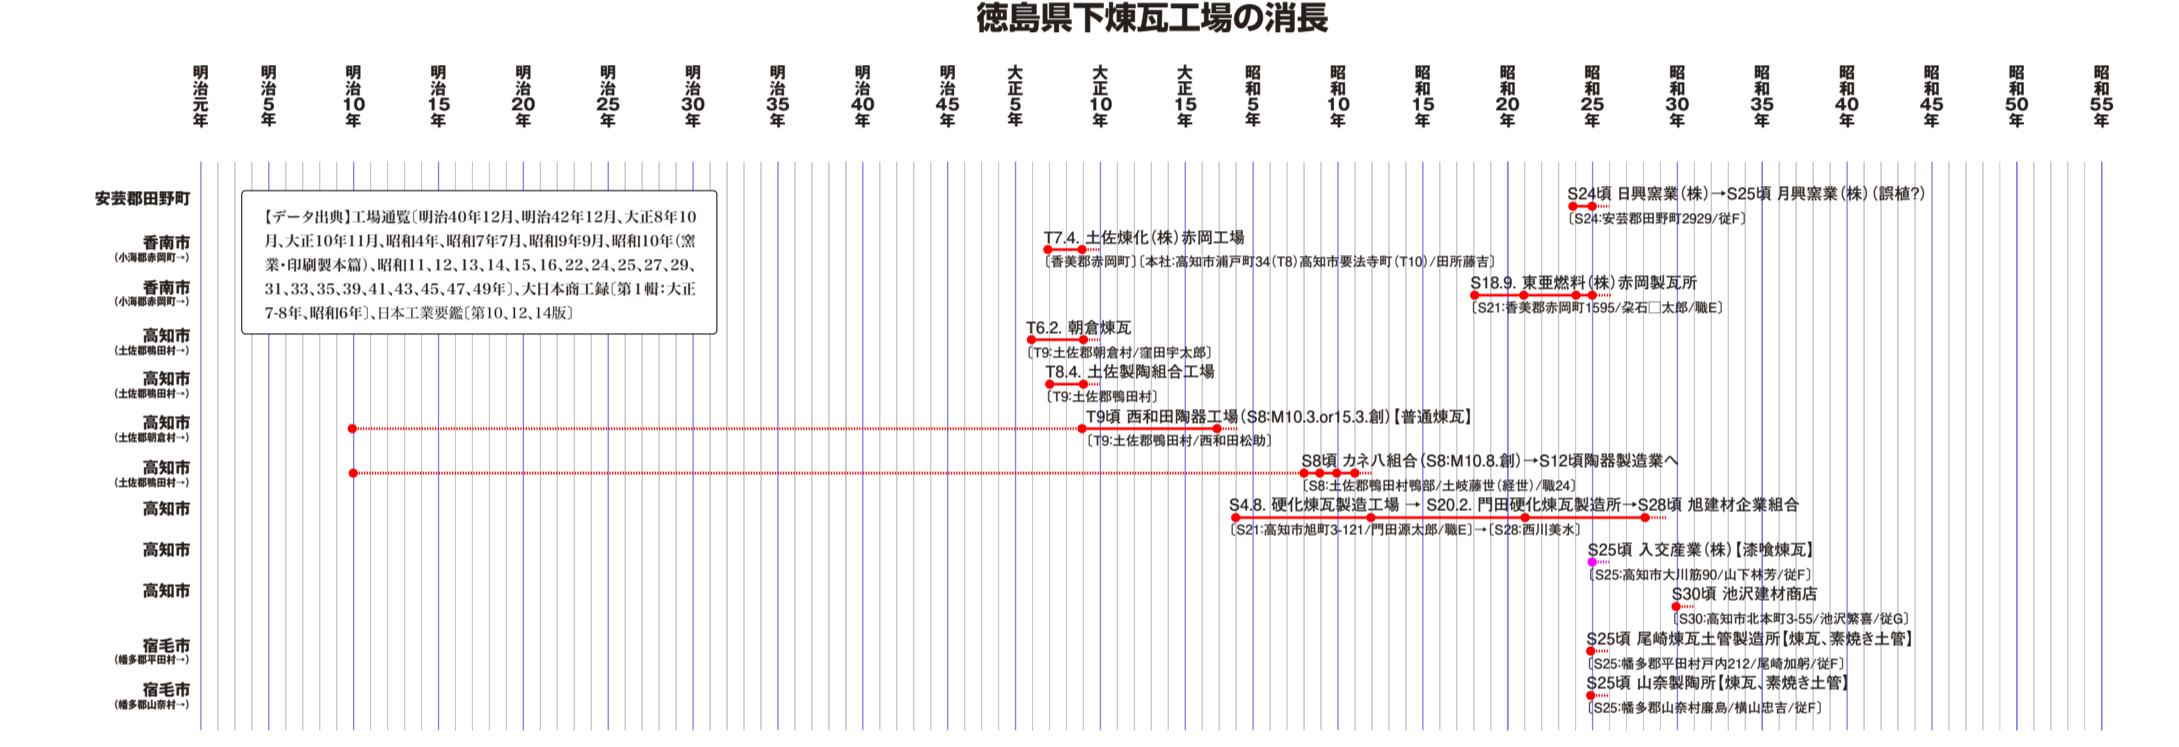 徳島県下煉瓦工場の消長
明治元年 明治5年 明治10年 明治15年 明治20年 明治25年 明治30年 明治35年 明治40年 明治45年 大正5年 大正10年 大正15年 昭和5年 昭和10年 昭和15年 昭和20年 昭和25年 昭和30年 昭和35年 昭和40年 昭和45年 昭和50年 昭和55年
【データ出典】工場通覧〔明治40年12月、明治42年12月、大正8年10
月、大正10年11月、昭和4年、昭和7年7月、昭和9年9月、昭和10年（窯
業・印刷製本篇）、昭和11、12、13、14、15、16、22、24、25、27、29、
31、33、35、39、41、43、45、47、49年〕、大日本商工録〔第1輯：大正
7-8年、昭和6年〕、日本工業要鑑〔第10、12、14版〕
安芸郡田野町
S24頃 日興窯業（株）→S25頃 月興窯業（株）（誤植?）
〔S24:安芸郡田野町2929/従F〕
香南市
（小海郡赤岡町→）
T7.4. 土佐煉化（株）赤岡工場
〔香美郡赤岡町〕〔本社:高知市浦戸町34（T8）高知市要法寺町（T10）/田所藤吉〕
香南市
（小海郡赤岡町→）
S18.9. 東亜燃料（株）赤岡製瓦所
〔S21:香美郡赤岡町1595/朶石□太郎/職E〕
高知市
（土佐郡鴨田村→）
T6.2. 朝倉煉瓦
〔T9:土佐郡朝倉村/窪田宇太郎〕
高知市
（土佐郡鴨田村→）
T8.4. 土佐製陶組合工場
〔T9:土佐郡鴨田村〕
高知市
（土佐郡朝倉村→）
T9頃 西和田陶器工場（S8:M10.3.or15.3.創）【普通煉瓦】
〔T9:土佐郡鴨田村/西和田松助〕
高知市
（土佐郡鴨田村→）
S8頃 カネ八組合（S8:M10.8.創）→S12頃陶器製造業へ
〔S8:土佐郡鴨田村鴨部/土岐藤世（経世）/職24〕
高知市
S4.8. 硬化煉瓦製造工場 → S20.2. 門田硬化煉瓦製造所→S28頃 旭建材企業組合
〔S21:高知市旭町3-121/門田源太郎/職E〕→〔S28:西川美水〕
高知市
S25頃 入交産業（株）【漆喰煉瓦】
〔S25:高知市大川筋90/山下林芳/従F〕
高知市
S30頃 池沢建材商店
〔S30:高知市北本町3-55/池沢繁喜/従G〕
宿毛市
（幡多郡平田村→）
S25頃 尾崎煉瓦土管製造所【煉瓦、素焼き土管】
〔S25:幡多郡平田村戸内212/尾崎加躬/従F〕
宿毛市
（幡多郡山奈村→）
S25頃 山奈製陶所【煉瓦、素焼き土管】
〔S25:幡多郡山奈村廉島/横山忠吉/従F〕